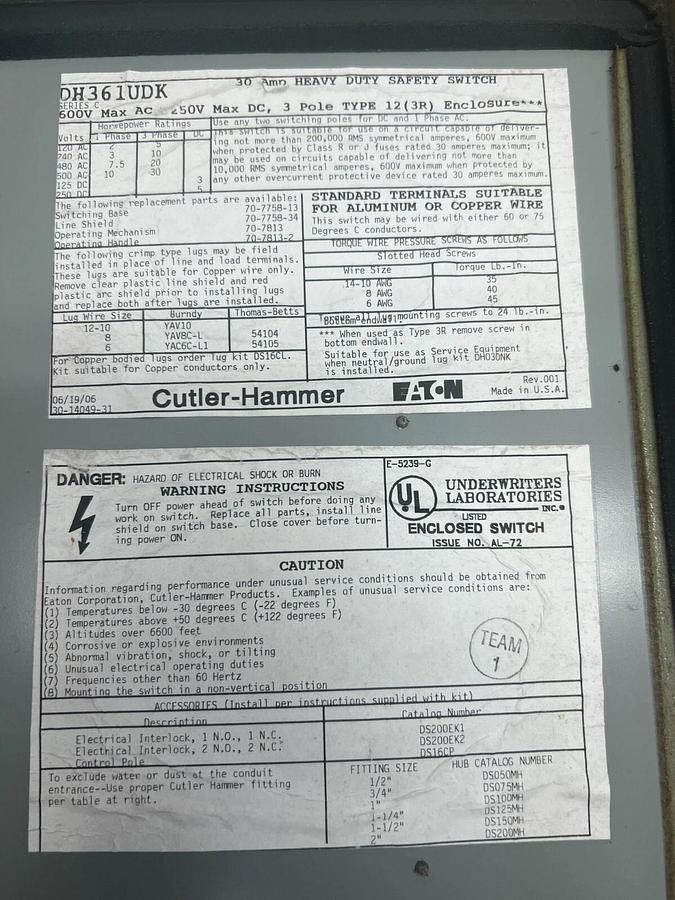 DH361UDK
30 Amp HEAVY DUTY SAFETY SWITCH
SERIES C
600V Max AC 250V Max DC, 3 Pole TYPE 12(3R) Enclosure***
Horsepower Ratings
Volts 1 Phase 3 Phase DC
120 AC 2 5
240 AC 3 10
480 AC 7.5 20
600 AC 10 30
125 DC 3
250 DC 5
Use any two switching poles for DC and 1 Phase AC.
This switch is suitable for use on a circuit capable of deliver-
ing not more than 200,000 RMS symmetrical amperes, 600V maximum
when protected by Class R or J fuses rated 30 amperes maximum; it
may be used on circuits capable of delivering not more than
10,000 RMS symmetrical amperes, 600V maximum when protected by
any other overcurrent protective device rated 30 amperes maximum.
The following replacement parts are available:
Switching Base 70-7758-13
Line Shield 70-7758-34
Operating Mechanism 70-7813
Operating Handle 70-7813-2
The following crimp type lugs may be field
installed in place of line and load terminals.
These lugs are suitable for Copper wire only.
Remove clear plastic line shield and red
plastic arc shield prior to installing lugs
and replace both after lugs are installed.
Lug Wire Size Burndy Thomas-Betts
12-10 YAV10
8 YAV8C-L 54104
6 YAC6C-L1 54105
For Copper bodied lugs order lug kit DS16CL.
Kit suitable for Copper conductors only.
STANDARD TERMINALS SUITABLE
FOR ALUMINUM OR COPPER WIRE
This switch may be wired with either 60 or 75
Degrees C conductors.
TORQUE WIRE PRESSURE SCREWS AS FOLLOWS
Slotted Head Screws
Wire Size Torque Lb.-In.
14-10 AWG 35
8 AWG 40
6 AWG 45
Torque all lug mounting screws to 24 lb.-in.
bottom endwall.
*** When used as Type 3R remove screw in
bottom endwall.
Suitable for use as Service Equipment
when neutral/ground lug kit DH030NK
is installed.
06/19/06
30-14049-31
Cutler-Hammer
EATON
Rev.001
Made in U.S.A.
DANGER: HAZARD OF ELECTRICAL SHOCK OR BURN
WARNING INSTRUCTIONS
Turn OFF power ahead of switch before doing any
work on switch. Replace all parts, install line
shield on switch base. Close cover before turn-
ing power ON.
E-5239-G
UL
UNDERWRITERS
LABORATORIES
INC.®
LISTED
ENCLOSED SWITCH
ISSUE NO. AL-72
CAUTION
Information regarding performance under unusual service conditions should be obtained from
Eaton Corporation, Cutler-Hammer Products. Examples of unusual service conditions are:
(1) Temperatures below -30 degrees C (-22 degrees F)
(2) Temperatures above +50 degrees C (+122 degrees F)
(3) Altitudes over 6600 feet
(4) Corrosive or explosive environments
(5) Abnormal vibration, shock, or tilting
(6) Unusual electrical operating duties
(7) Frequencies other than 60 Hertz
(8) Mounting the switch in a non-vertical position
TEAM
1
ACCESSORIES (Install per instructions supplied with kit)
Description Catalog Number
Electrical Interlock, 1 N.O., 1 N.C. DS200EK1
Electrical Interlock, 2 N.O., 2 N.C. DS200EK2
Control Pole DS16CP
To exclude water or dust at the conduit
entrance--Use proper Cutler Hammer fitting
per table at right.
FITTING SIZE HUB CATALOG NUMBER
1/2" DS050MH
3/4" DS075MH
1" DS100MH
1-1/4" DS125MH
1-1/2" DS150MH
2" DS200MH